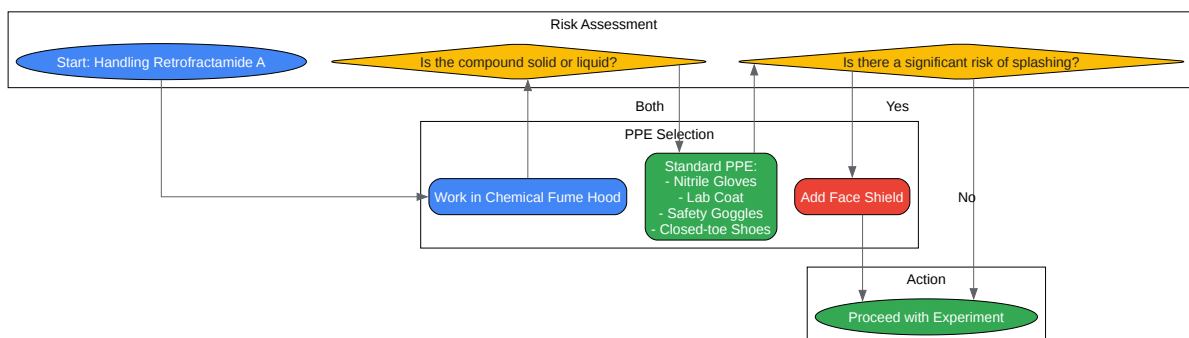 Risk Assessment
Start: Handling Retrofractamide A
Is the compound solid or liquid?
Is there a significant risk of splashing?
Both
Yes
PPE Selection
Work in Chemical Fume Hood
Standard PPE:
- Nitrile Gloves
- Lab Coat
- Safety Goggles
- Closed-toe Shoes
Add Face Shield
No
Action
Proceed with Experiment